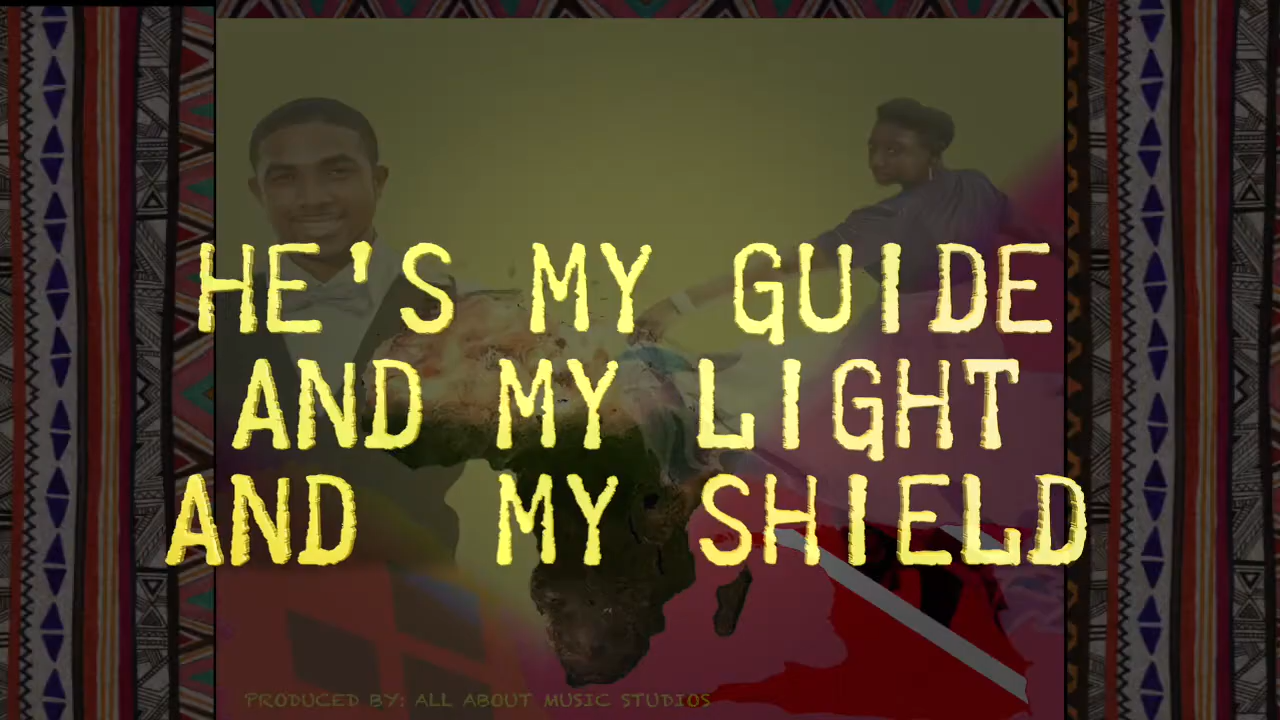 HE'S MY GUIDE
AND MY LIGHT
AND MY SHIELD
PRODUCED BY: ALL ABOUT MUSIC STUDIOS